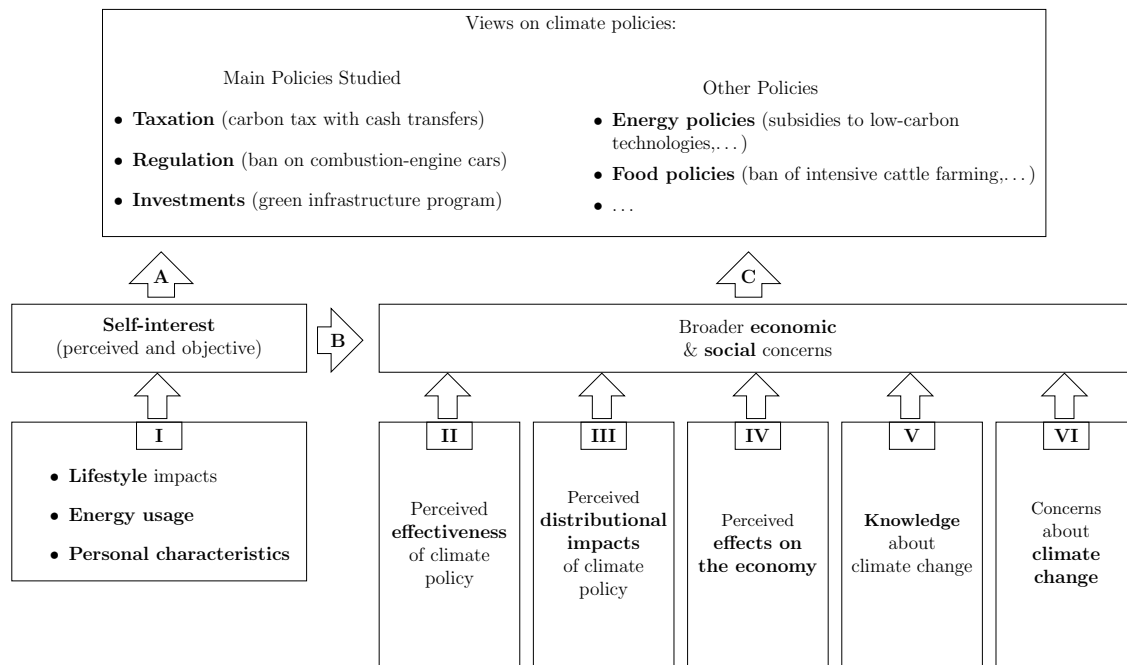 Views on climate policies:
Main Policies Studied
• Taxation (carbon tax with cash transfers)
• Regulation (ban on combustion-engine cars)
• Investments (green infrastructure program)
Other Policies
• Energy policies (subsidies to low-carbon
technologies,...)
• Food policies (ban of intensive cattle farming,...)
• ...
A
C
Self-interest
(perceived and objective)
B
Broader economic
& social concerns
I
• Lifestyle impacts
• Energy usage
• Personal characteristics
II
Perceived
effectiveness
of climate
policy
III
Perceived
distributional
impacts
of climate
policy
IV
Perceived
effects on
the economy
V
Knowledge
about
climate change
VI
Concerns
about
climate
change